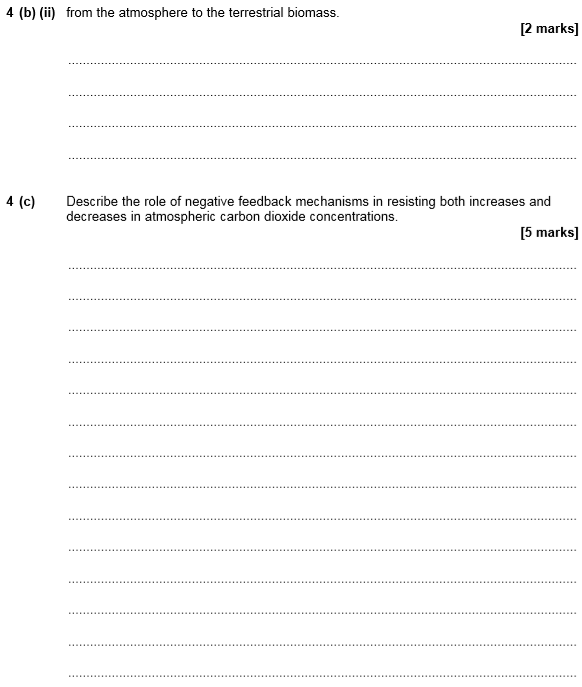 4 (b) (ii) from the atmosphere to the terrestrial biomass.
[2 marks]
4 (c) Describe the role of negative feedback mechanisms in resisting both increases and
decreases in atmospheric carbon dioxide concentrations.
[5 marks]